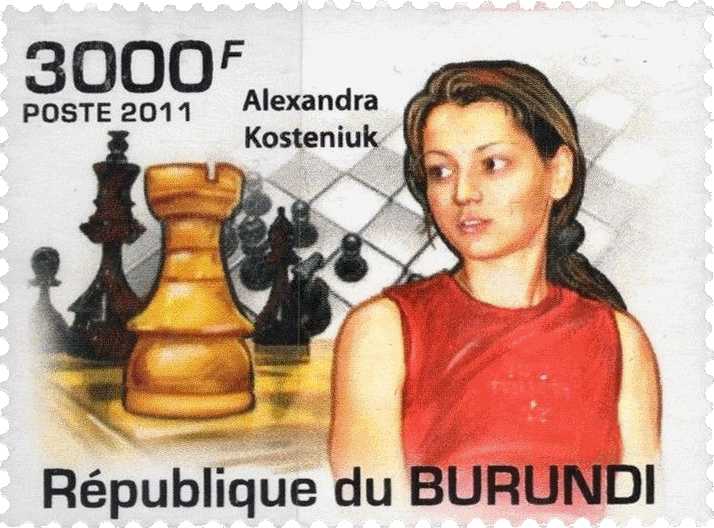 3000F
POSTE 2011
Alexandra
Kosteniuk
République du BURUNDI